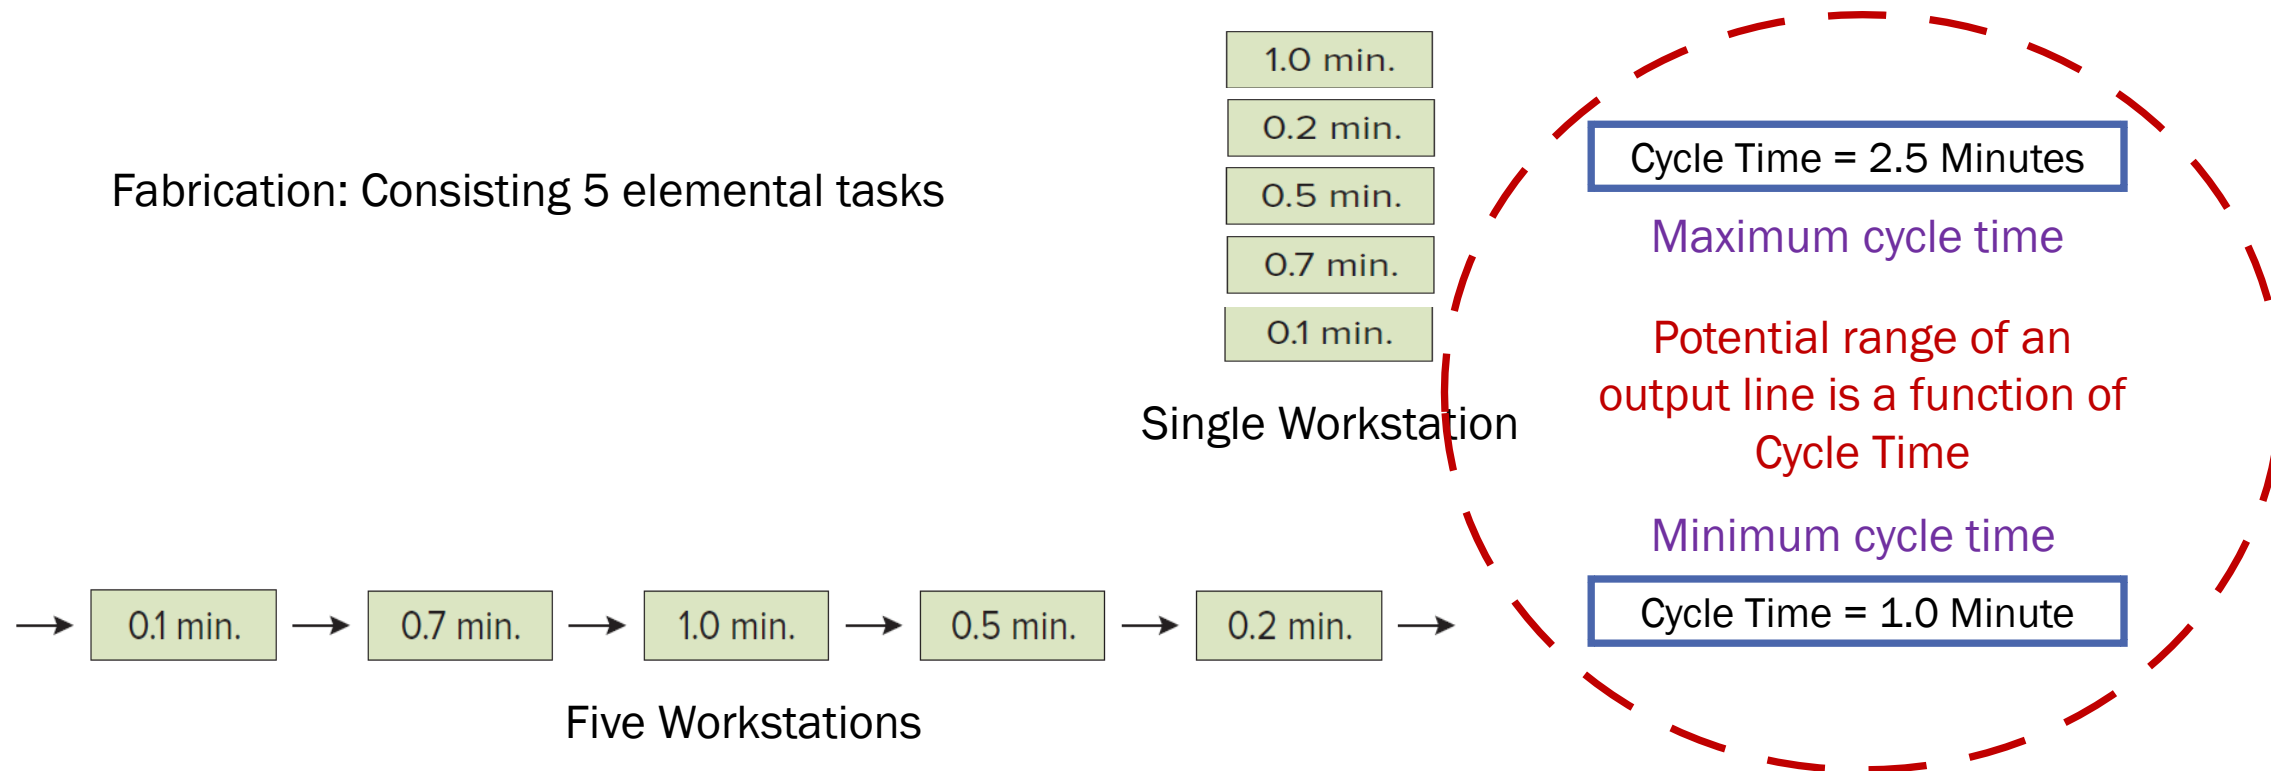 Fabrication: Consisting 5 elemental tasks
1.0 min.
0.2 min.
0.5 min.
0.7 min.
0.1 min.
Single Workstation
Cycle Time = 2.5 Minutes
Maximum cycle time
Potential range of an
output line is a function of
Cycle Time
Minimum cycle time
Cycle Time = 1.0 Minute
0.1 min.
0.7 min.
1.0 min.
0.5 min.
0.2 min.
Five Workstations